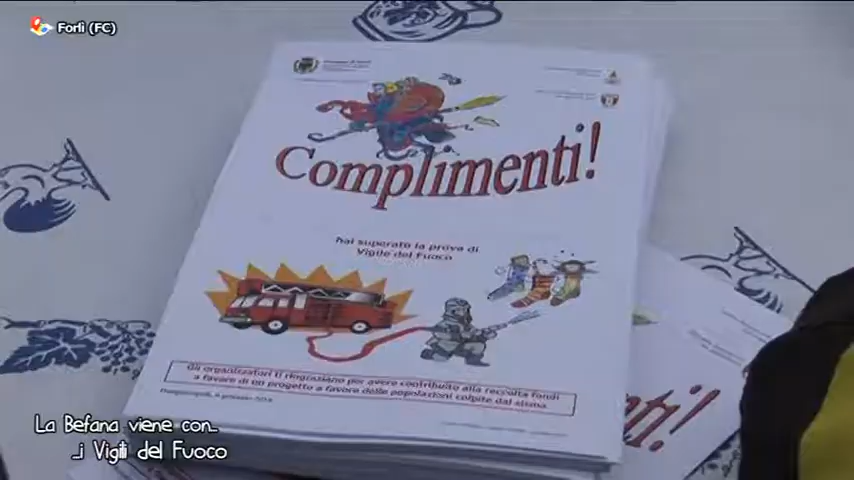 Forlì (FC)
Complimenti!
hai superato la prova di
Vigile del Fuoco
Gli organizzatori ti ringraziano per avere contribuito alla raccolta fondi
a favore di un progetto a favore delle popolazioni colpite dal sisma
menti!
La Befana viene con...
...i Vigili del Fuoco